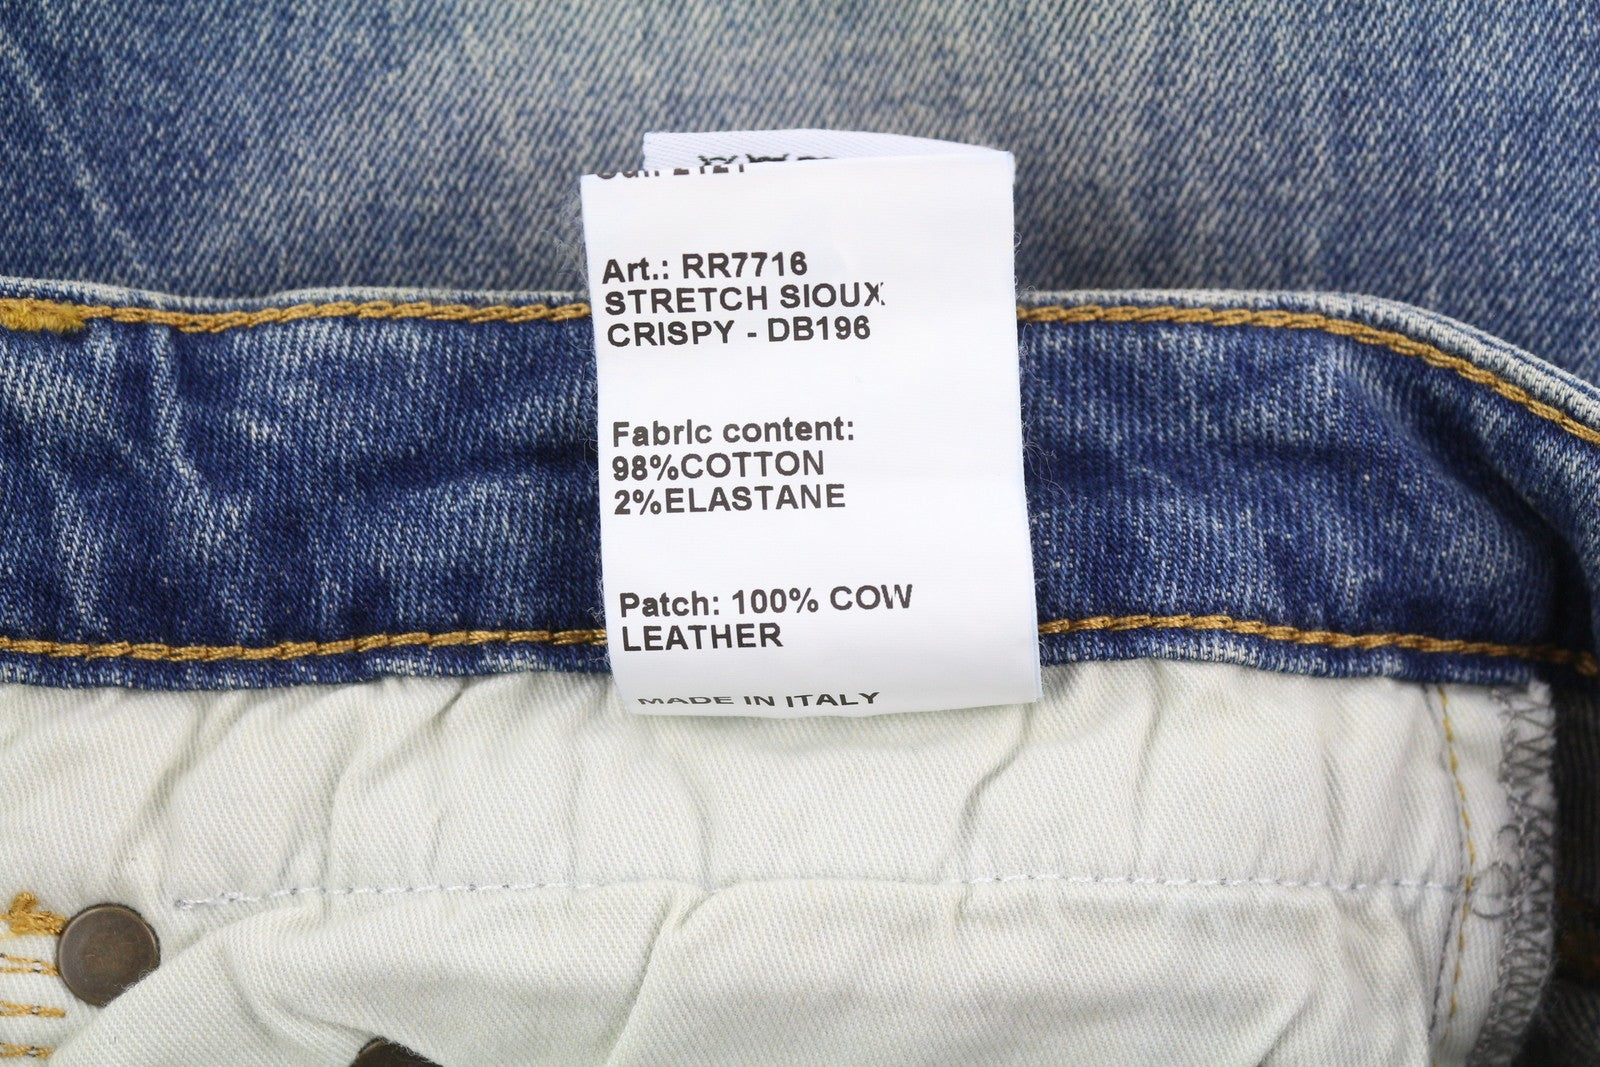 Art.: RR7716
STRETCH SIOUX
CRISPY - DB196
Fabric content:
98%COTTON
2%ELASTANE
Patch: 100% COW
LEATHER
MADE IN ITALY